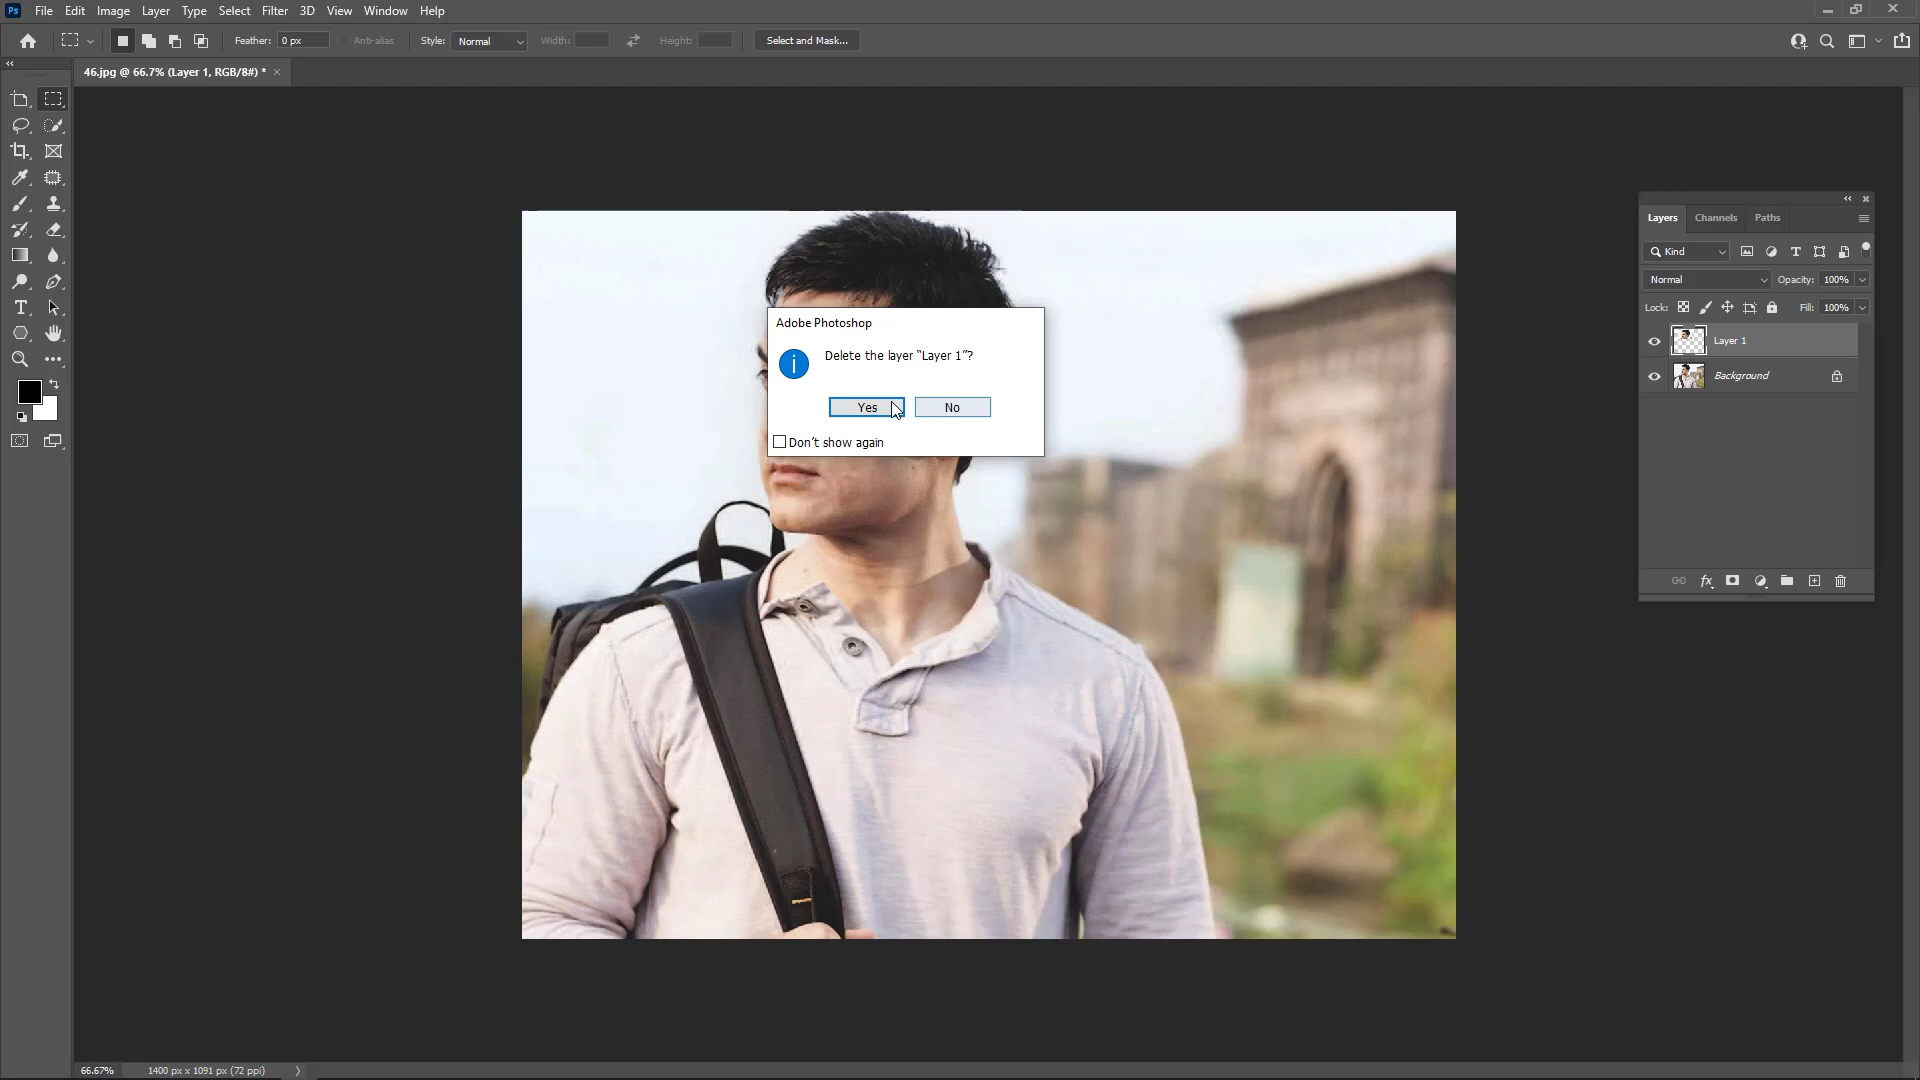 Ps File Edit Image Layer Type Select Filter 3D View Window Help
Feather: 0 px Anti-alias Style: Normal Width: Height: Select and Mask...
46.jpg @ 66.7% (Layer 1, RGB/8#) * ×
Layers Channels Paths
Kind
Normal Opacity: 100%
Lock: Fill: 100%
Layer 1
Background
Adobe Photoshop
Delete the layer “Layer 1”?
Yes No
Don't show again
66.67% 1400 px x 1091 px (72 ppi)